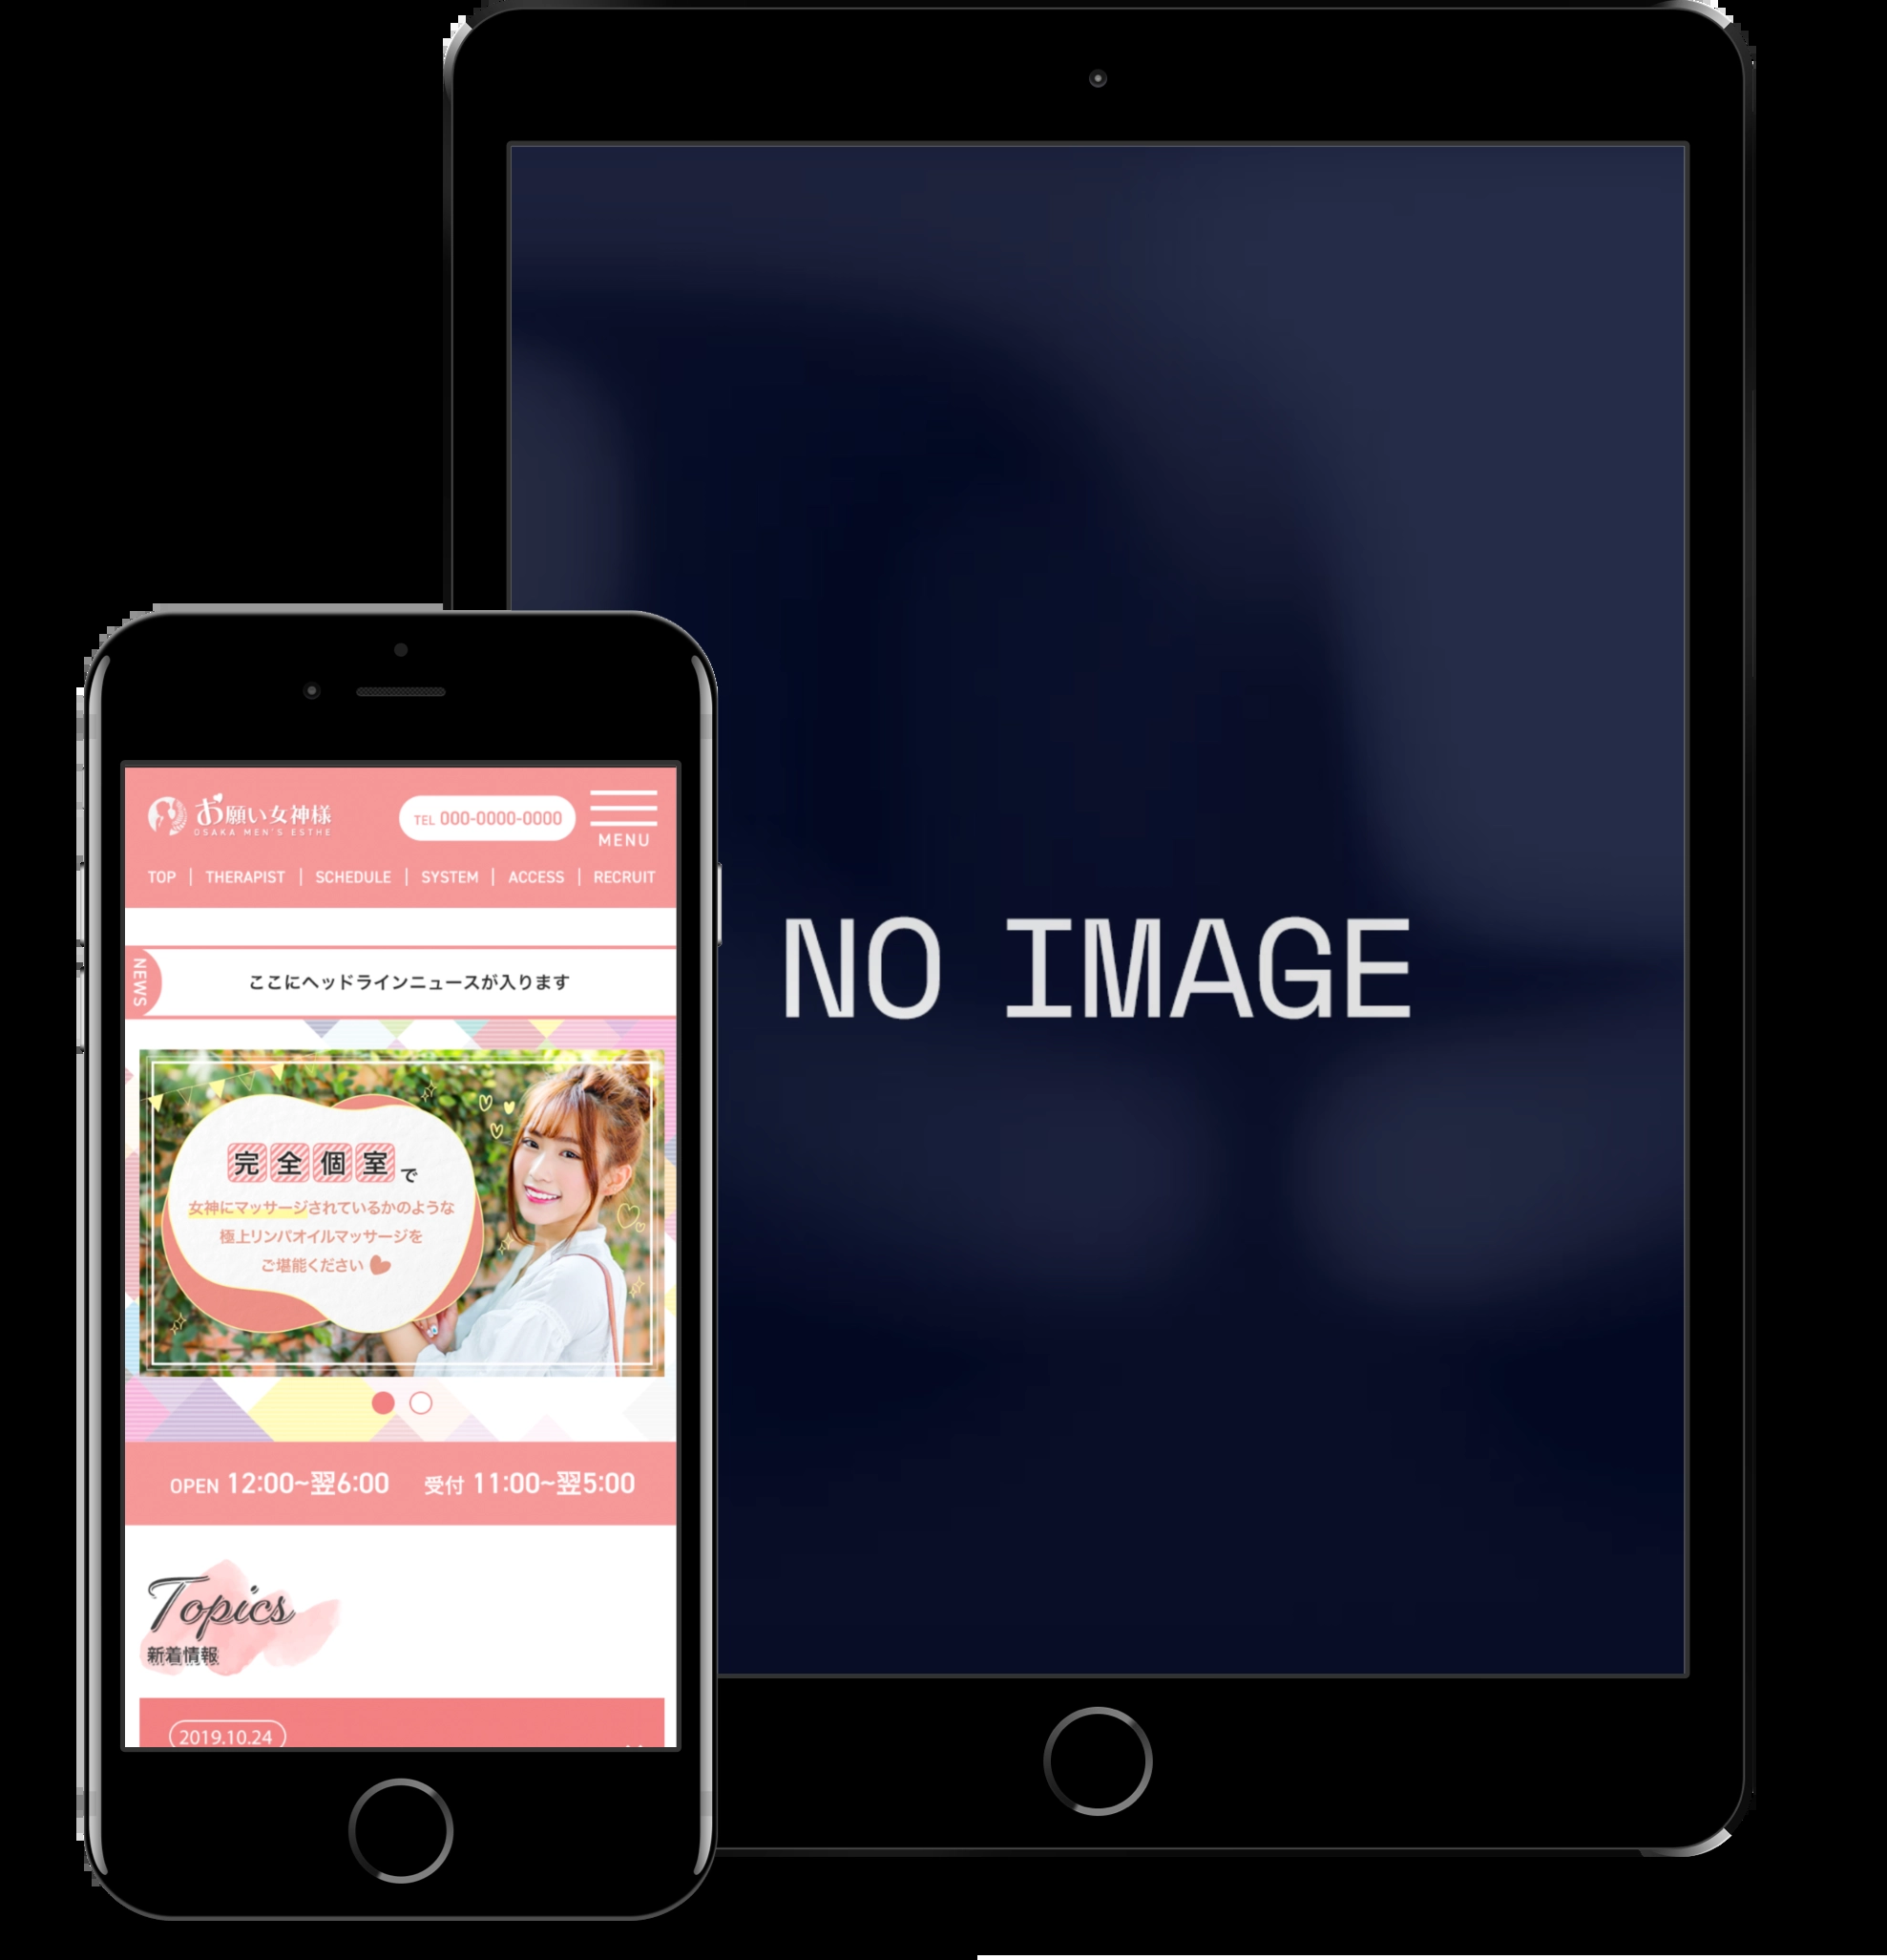 お願い女神様
OSAKA MEN'S ESTHE
TEL 000-0000-0000
MENU
TOP | THERAPIST | SCHEDULE | SYSTEM | ACCESS | RECRUIT
NEWS
ここにヘッドラインニュースが入ります
完全個室で
女神にマッサージされているかのような
極上リンパオイルマッサージを
ご堪能ください
OPEN 12:00~翌6:00 受付 11:00~翌5:00
Topics
新着情報
2019.10.24
NO IMAGE